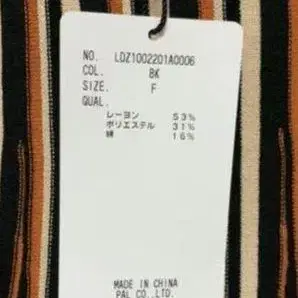 NO. LDZ1002201A0006
COL. BK
SIZE. F
QUAL.
レーヨン 53%
ポリエステル 31%
綿 16%
MADE IN CHINA
PAL CO.,LTD.